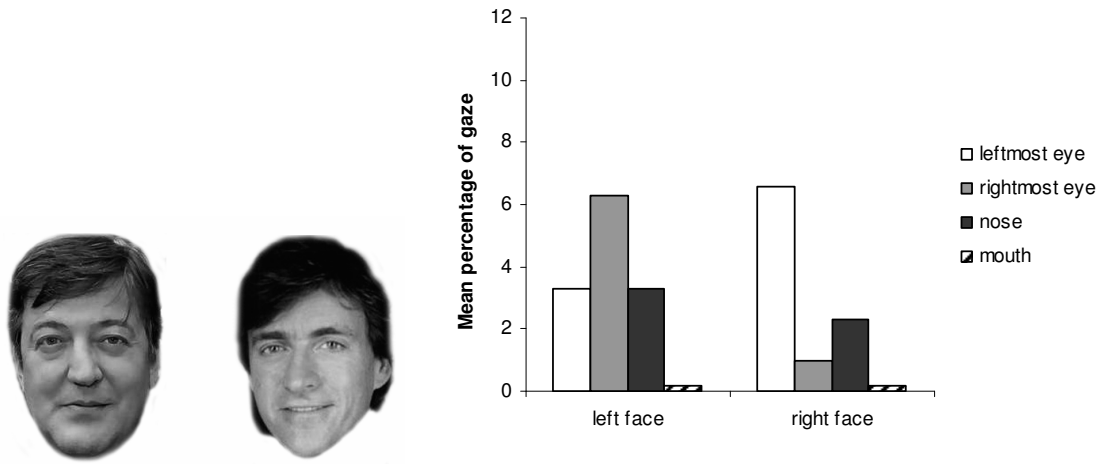 Mean percentage of gaze
12
10
8
6
4
2
0
left face
right face
leftmost eye
rightmost eye
nose
mouth